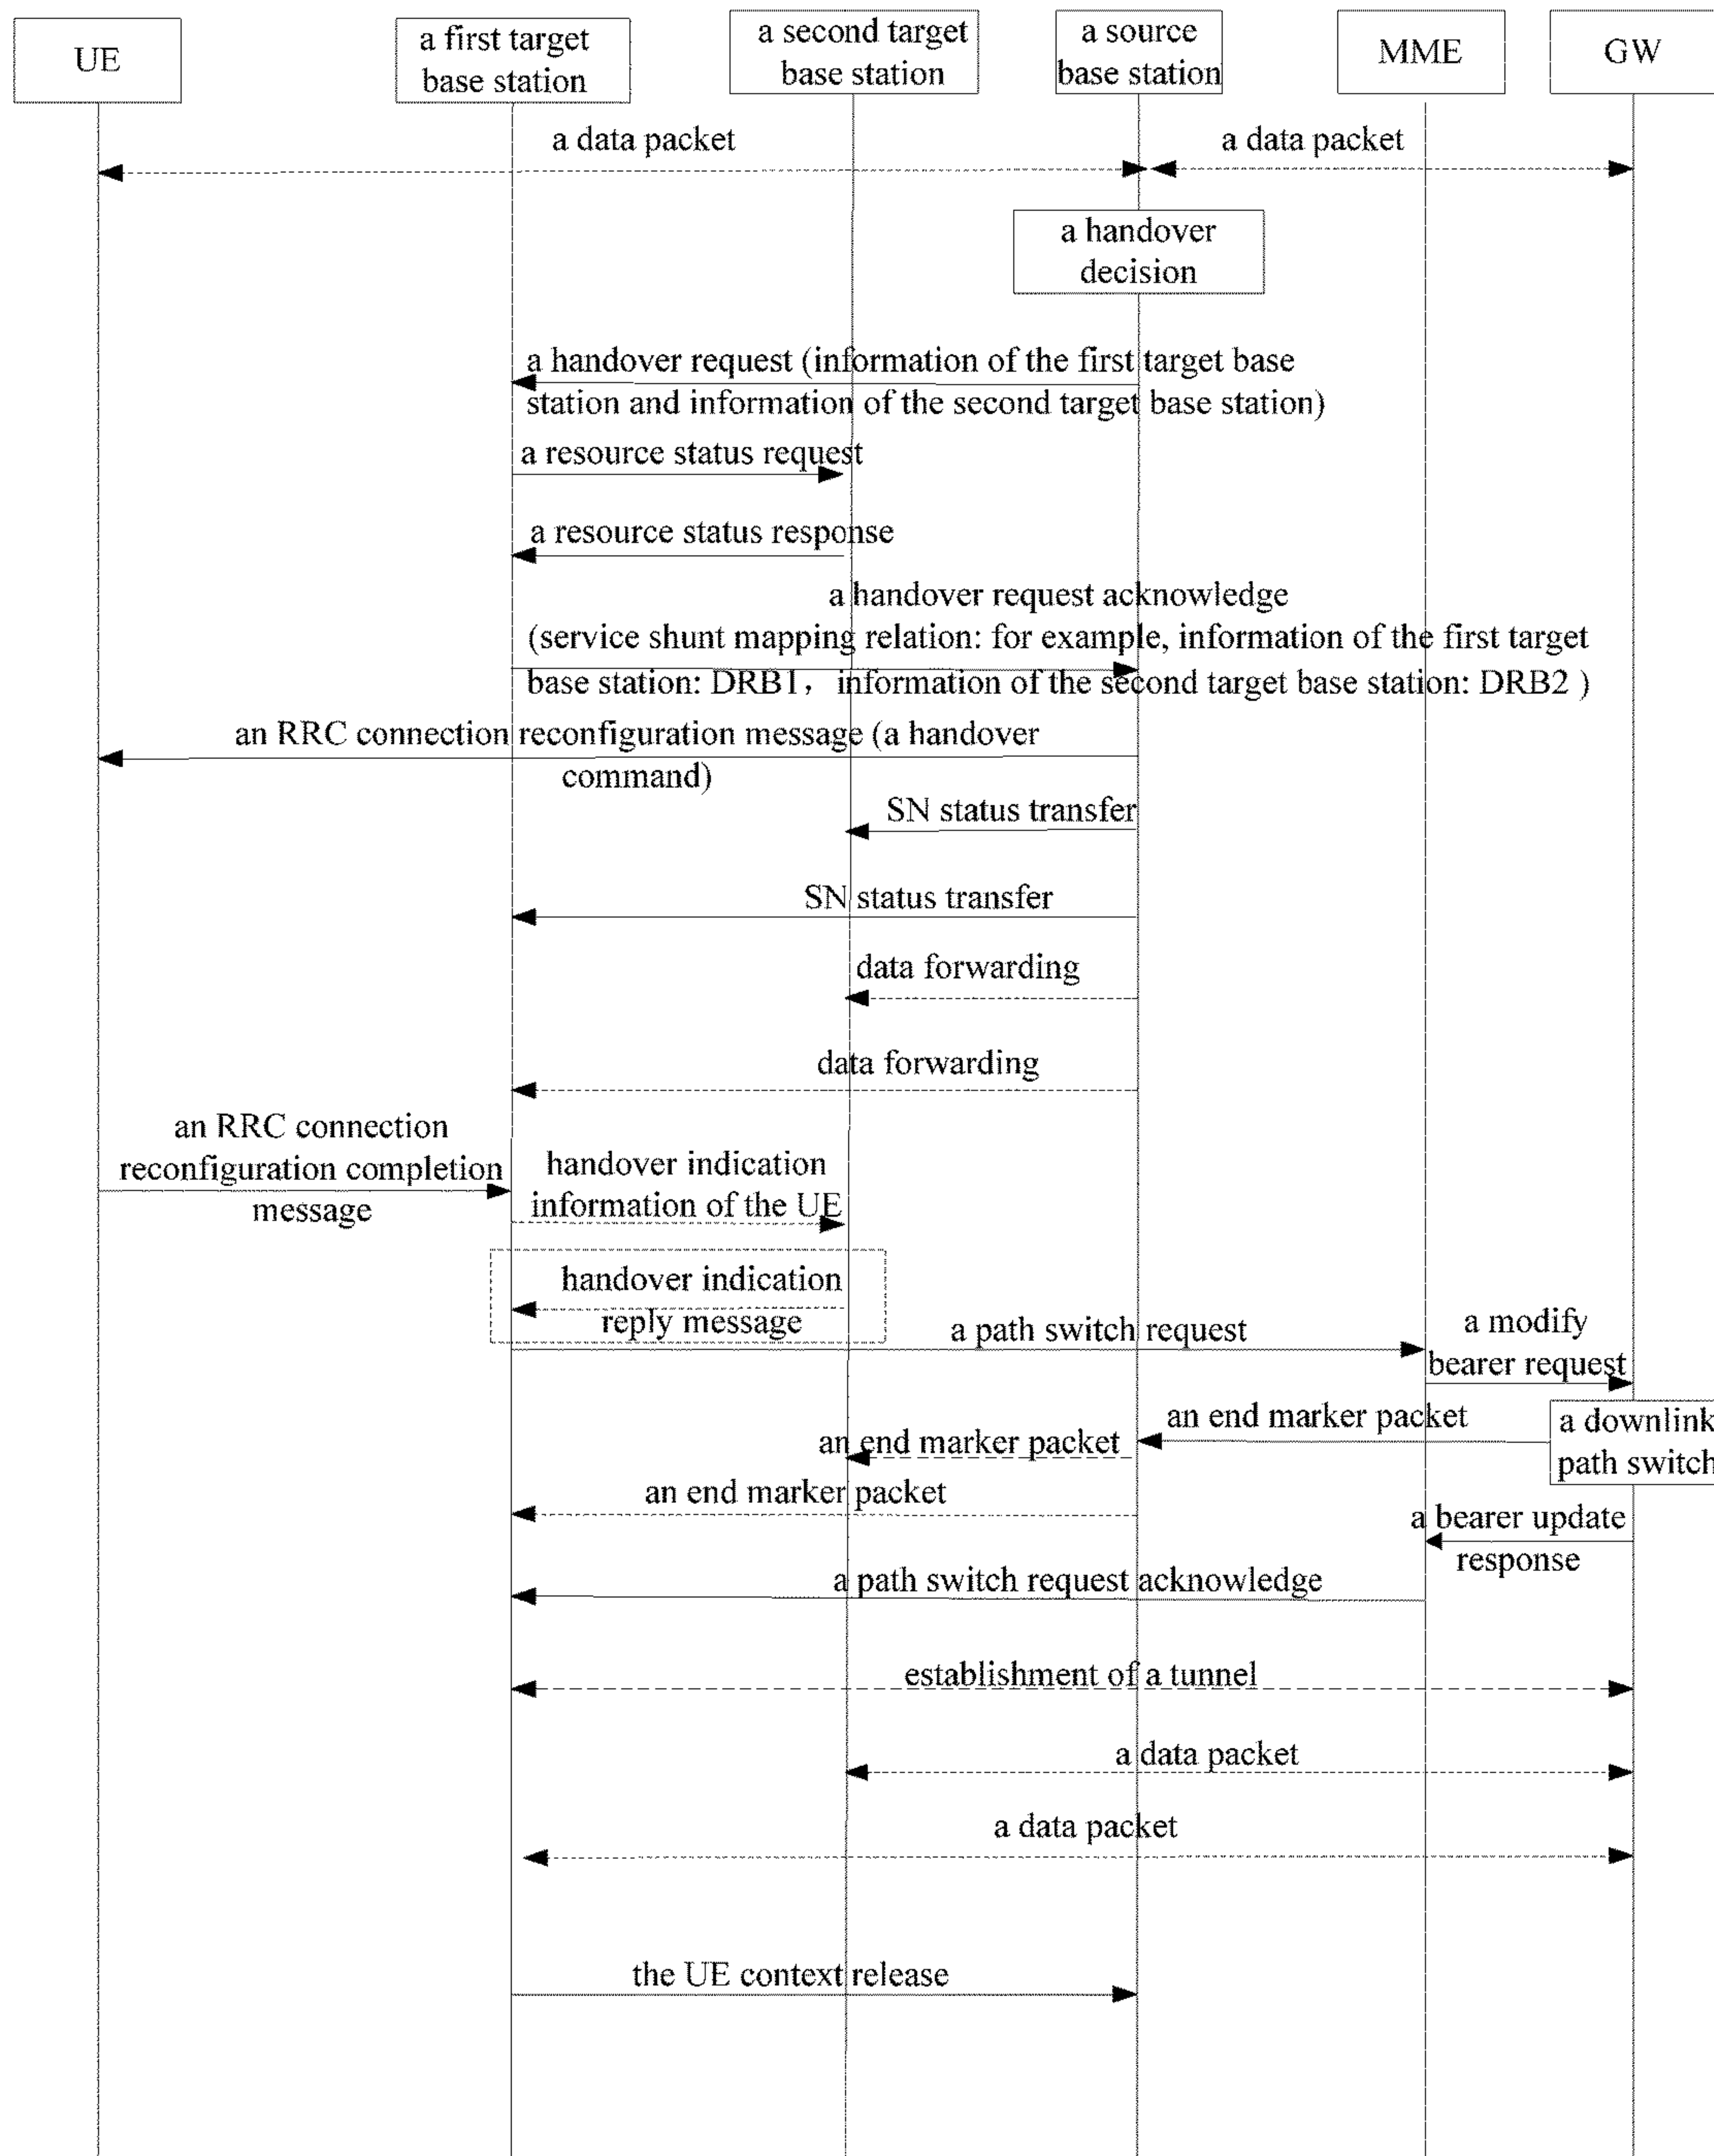 UE
a first target
base station
a second target
base station
a source
base station
MME
GW
a data packet
a data packet
a handover
decision
a handover request (information of the first target base
station and information of the second target base station)
a resource status request
a resource status response
a handover request acknowledge
(service shunt mapping relation: for example, information of the first target
base station: DRB1, information of the second target base station: DRB2 )
an RRC connection reconfiguration message (a handover
command)
SN status transfer
SN status transfer
data forwarding
data forwarding
an RRC connection
reconfiguration completion
message
handover indication
information of the UE
handover indication
reply message
a path switch request
a modify
bearer request
an end marker packet
a downlink
path switch
an end marker packet
an end marker packet
a bearer update
response
a path switch request acknowledge
establishment of a tunnel
a data packet
a data packet
the UE context release